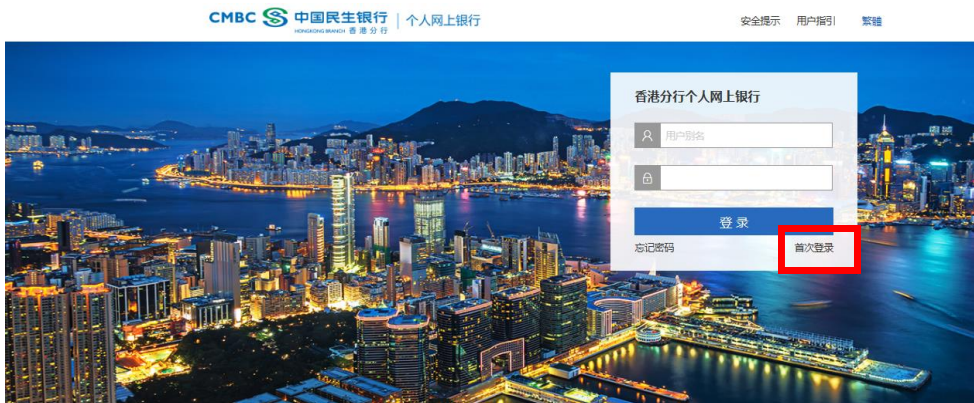 CMBC 中国民生银行 个人网上银行
HONGKONG BRANCH 香港分行
安全提示 用户指引 繁體
香港分行个人网上银行
用户别名
登录
忘记密码 首次登录